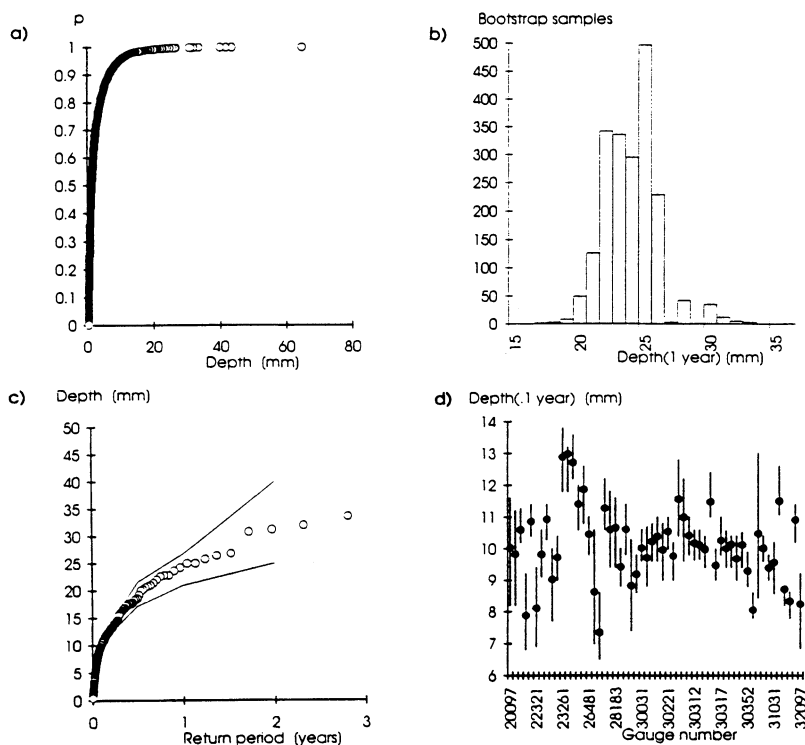 a)
p
1
0.9
0.8
0.7
0.6
0.5
0.4
0.3
0.2
0.1
0
0 20 40 60 80
Depth (mm)
b)
Bootstrap samples
500
450
400
350
300
250
200
150
100
50
0
15 20 25 30 35
Depth(1 year) (mm)
c)
Depth (mm)
50
45
40
35
30
25
20
15
10
5
0
0 1 2 3
Return period (years)
d)
Depth(.1 year) (mm)
14
13
12
11
10
9
8
7
6
20097 22321 23261 26481 28183 30031 30221 30312 30317 30352 31031 32097
Gauge number